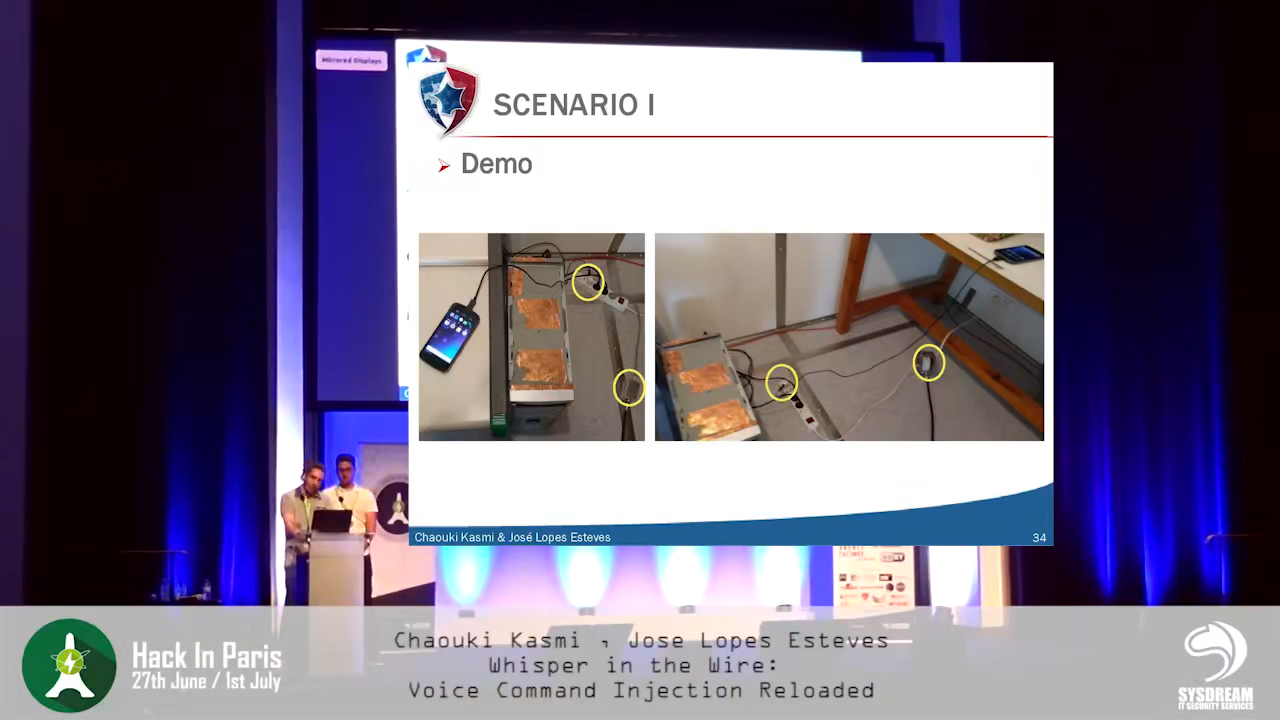 Mirrored Displays
SCENARIO I
Demo
Chaouki Kasmi & José Lopes Esteves
34
Hack In Paris
27th June / 1st July
Chaouki Kasmi , Jose Lopes Esteves
Whisper in the Wire:
Voice Command Injection Reloaded
SYSDREAM
IT SECURITY SERVICES